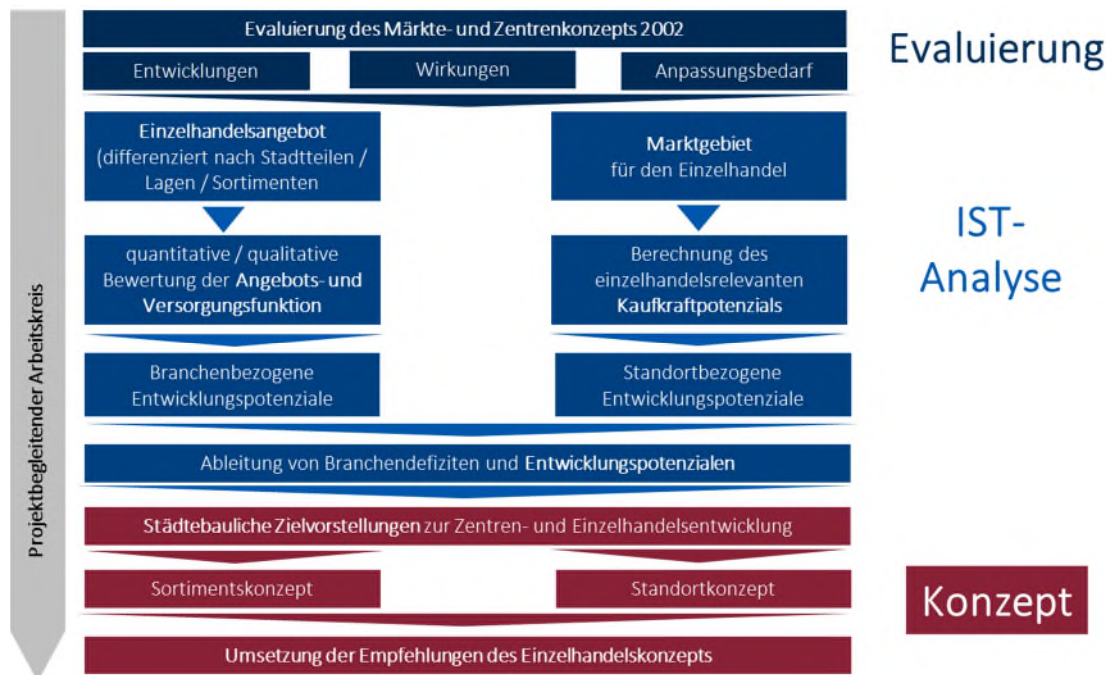 Evaluierung des Märkte- und Zentrenkonzepts 2002
Entwicklungen
Wirkungen
Anpassungsbedarf
Evaluierung
Einzelhandelsangebot
(differenziert nach Stadtteilen /
Lagen / Sortimenten
Marktgebiet
für den Einzelhandel
quantitative / qualitative
Bewertung der Angebots- und
Versorgungsfunktion
Berechnung des
einzelhandelsrelevanten
Kaufkraftpotenzials
IST-
Analyse
Branchenbezogene
Entwicklungspotenziale
Standortbezogene
Entwicklungspotenziale
Ableitung von Branchendefiziten und Entwicklungspotenzialen
Städtebauliche Zielvorstellungen zur Zentren- und Einzelhandelsentwicklung
Sortimentskonzept
Standortkonzept
Konzept
Umsetzung der Empfehlungen des Einzelhandelskonzepts
Projektbegleitender Arbeitskreis